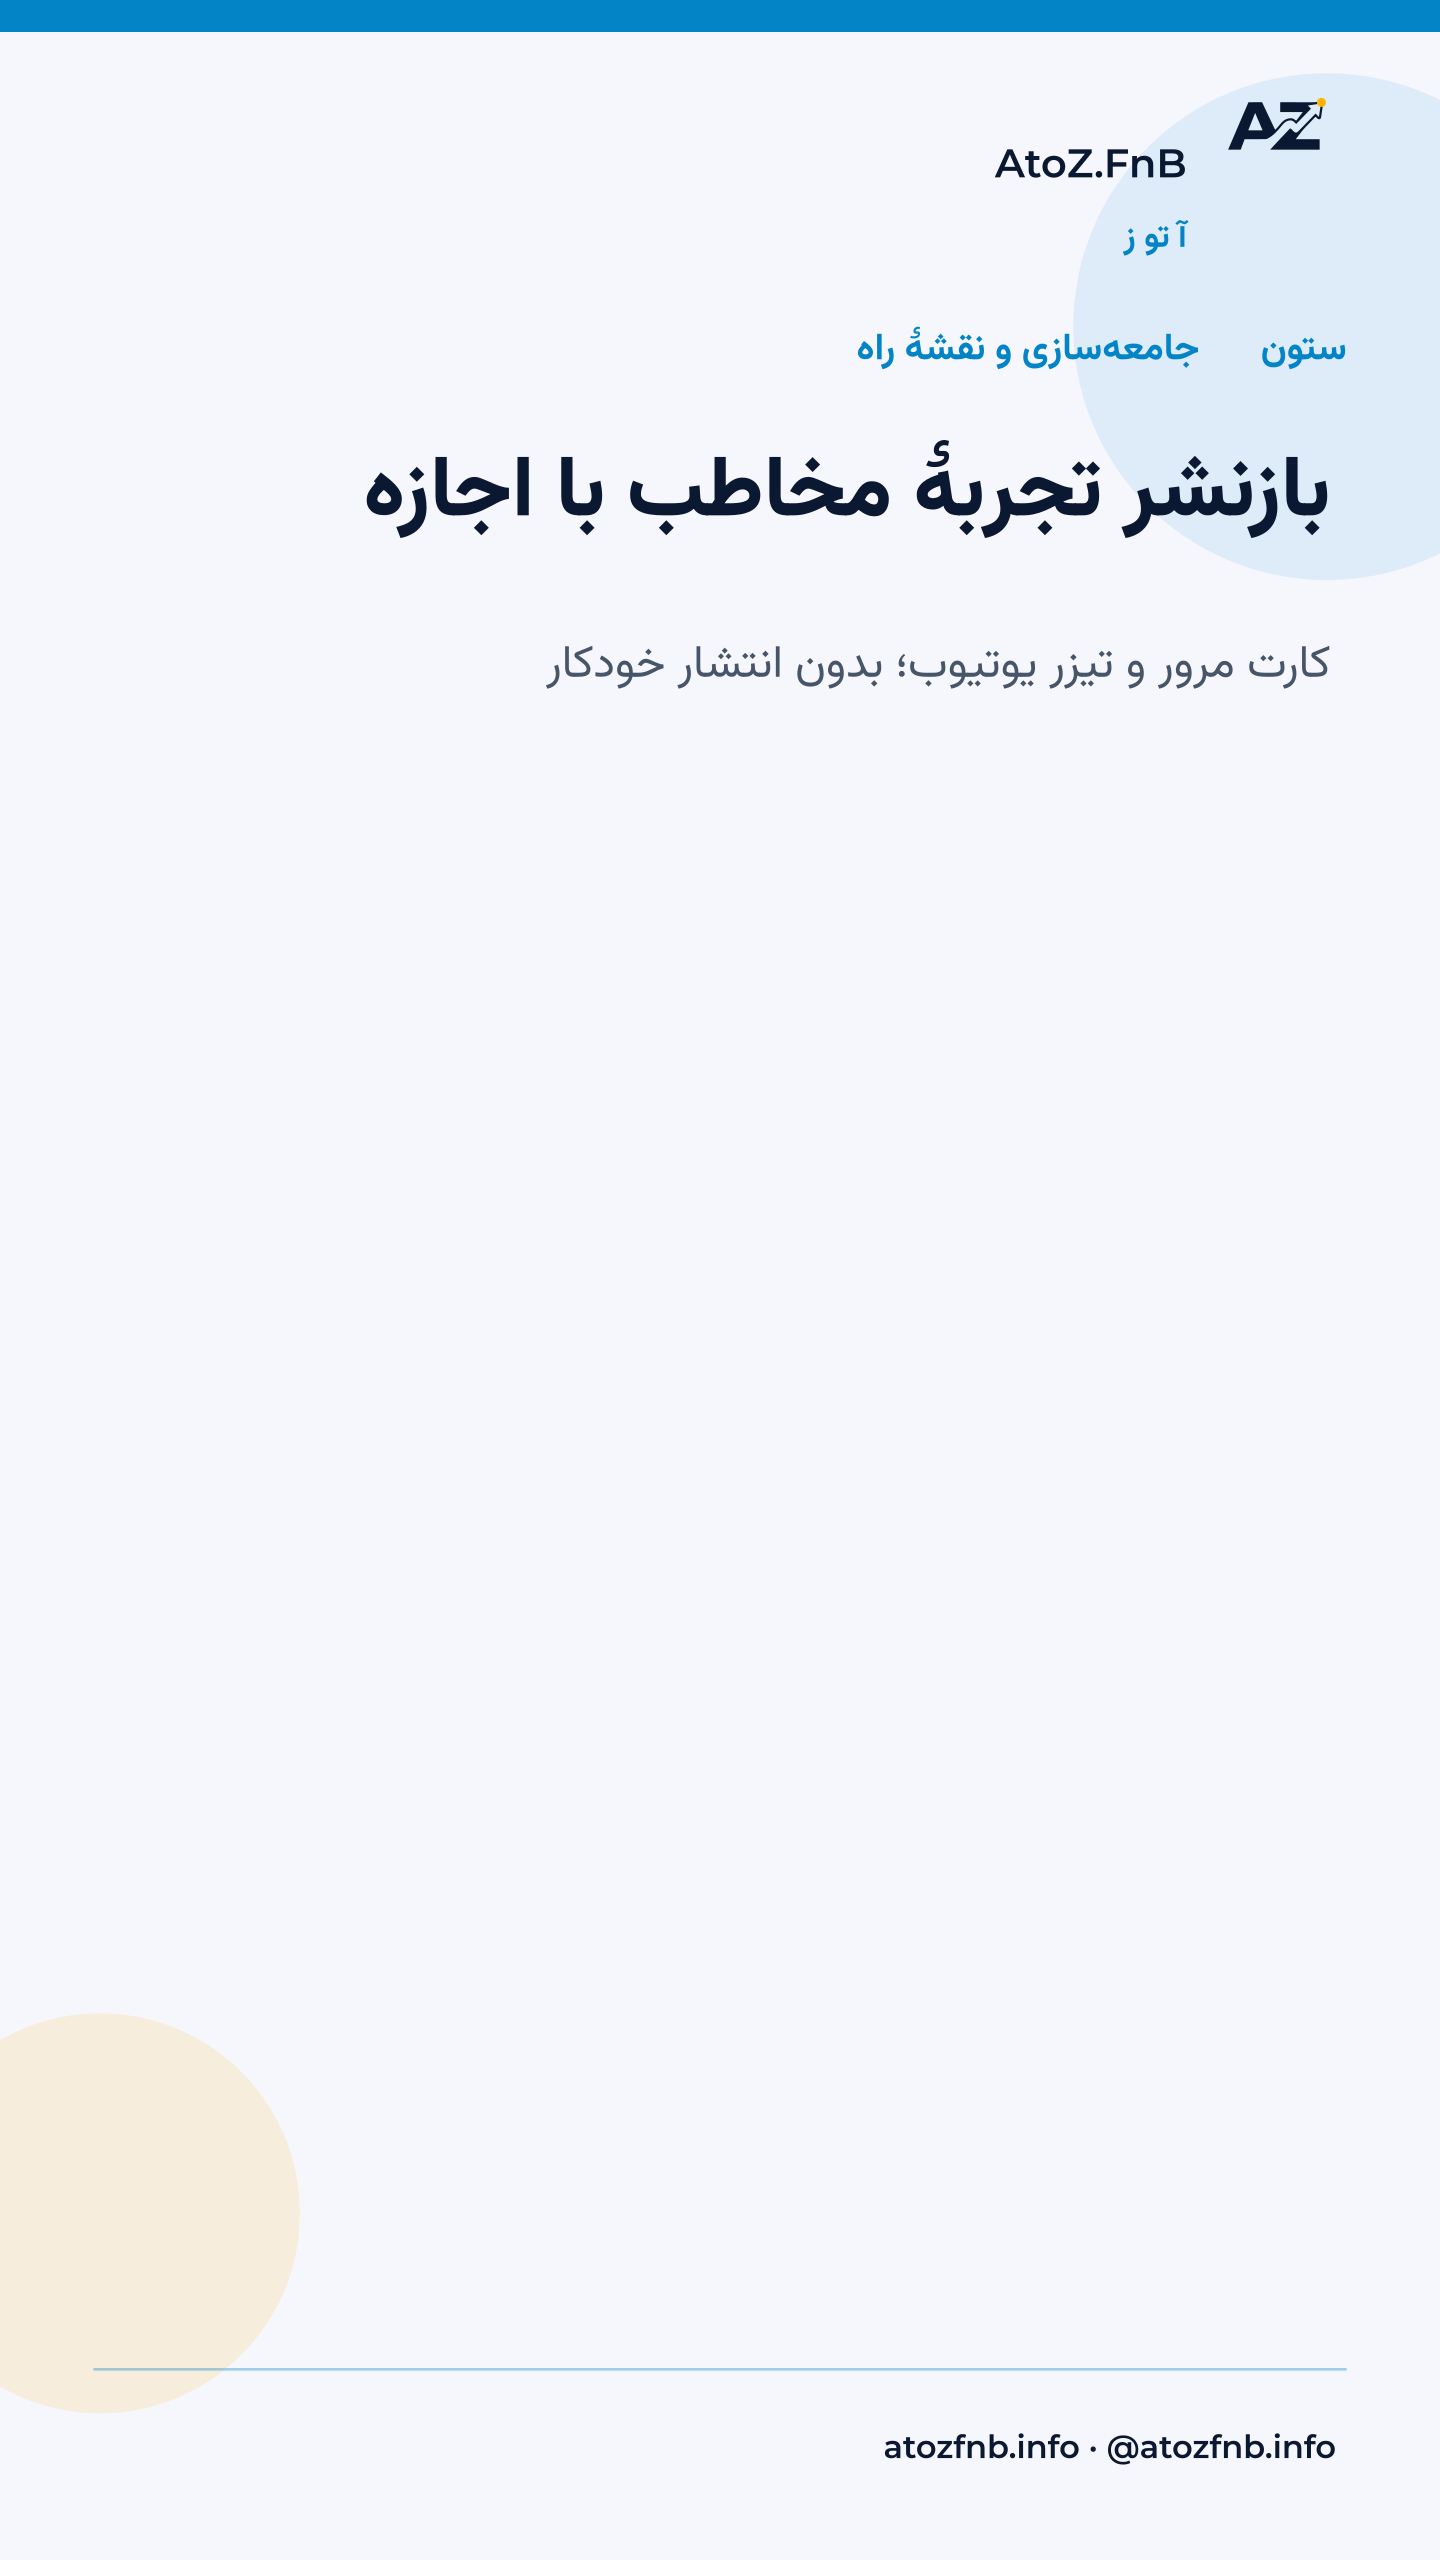 AZ
AtoZ.FnB
آ تو ز
ستون جامعه‌سازی و نقشهٔ راه
بازنشر تجربهٔ مخاطب با اجازه
کارت مرور و تیزر یوتیوب؛ بدون انتشار خودکار
atozfnb.info · @atozfnb.info